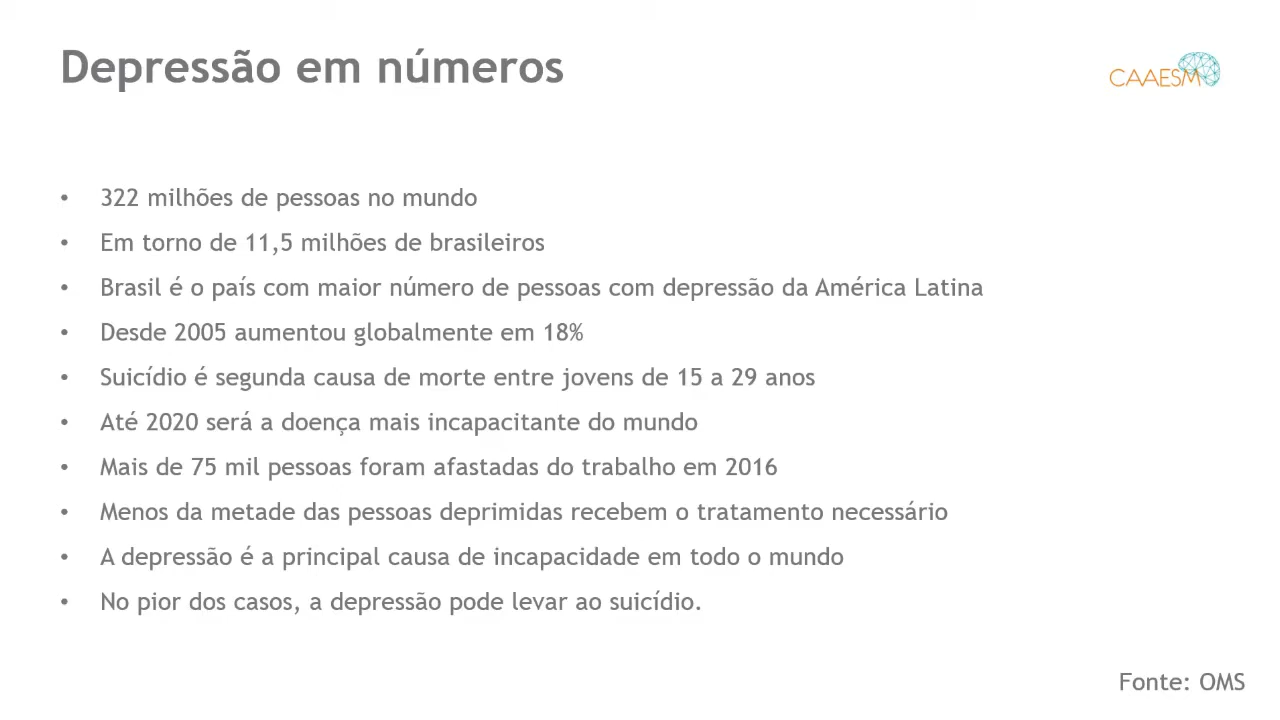 Depressão em números
CAAESM
• 322 milhões de pessoas no mundo
• Em torno de 11,5 milhões de brasileiros
• Brasil é o país com maior número de pessoas com depressão da América Latina
• Desde 2005 aumentou globalmente em 18%
• Suicídio é segunda causa de morte entre jovens de 15 a 29 anos
• Até 2020 será a doença mais incapacitante do mundo
• Mais de 75 mil pessoas foram afastadas do trabalho em 2016
• Menos da metade das pessoas deprimidas recebem o tratamento necessário
• A depressão é a principal causa de incapacidade em todo o mundo
• No pior dos casos, a depressão pode levar ao suicídio.
Fonte: OMS